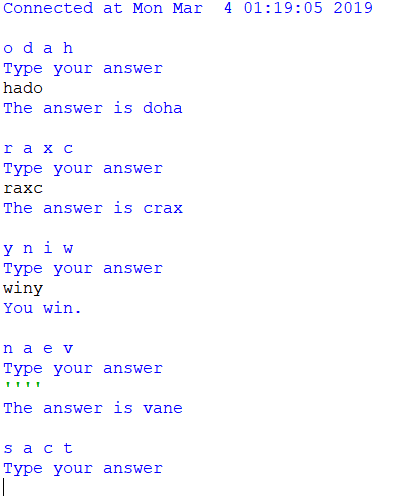 Connected at Mon Mar  4 01:19:05 2019
o d a h
Type your answer
hado
The answer is doha
r a x c
Type your answer
raxc
The answer is crax
y n i w
Type your answer
winy
You win.
n a e v
Type your answer
''''
The answer is vane
s a c t
Type your answer